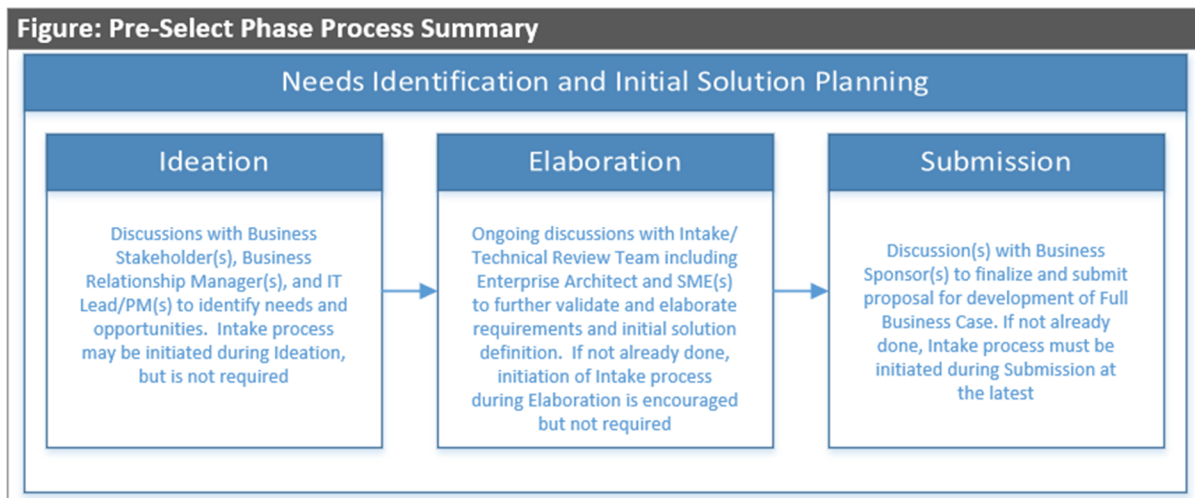 Figure: Pre-Select Phase Process Summary
Needs Identification and Initial Solution Planning
Ideation
Discussions with Business
Stakeholder(s), Business
Relationship Manager(s), and IT
Lead/PM(s) to identify needs and
opportunities. Intake process
may be initiated during Ideation,
but is not required
Elaboration
Ongoing discussions with Intake/
Technical Review Team including
Enterprise Architect and SME(s)
to further validate and elaborate
requirements and initial solution
definition. If not already done,
initiation of Intake process
during Elaboration is encouraged
but not required
Submission
Discussion(s) with Business
Sponsor(s) to finalize and submit
proposal for development of Full
Business Case. If not already
done, Intake process must be
initiated during Submission at
the latest